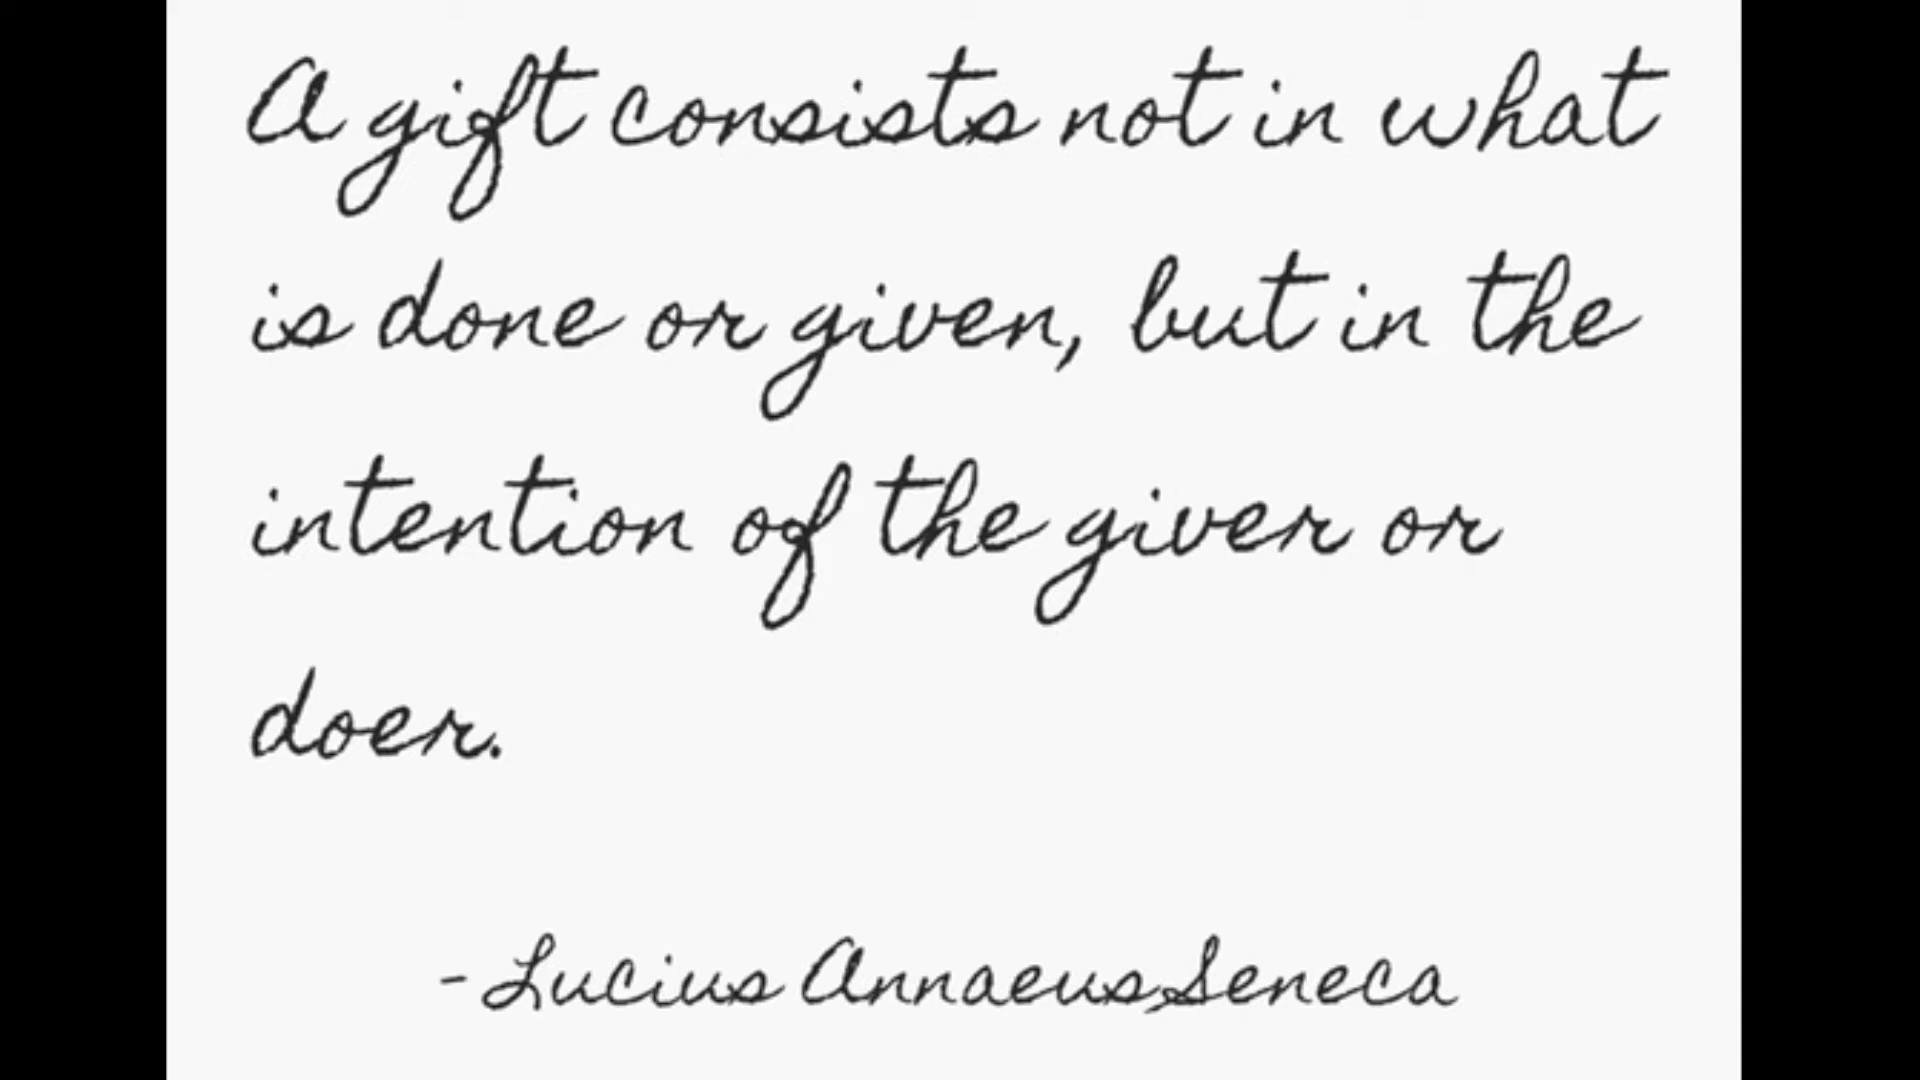 A gift consists not in what
is done or given, but in the
intention of the giver or
doer.
- Lucius Annaeus Seneca